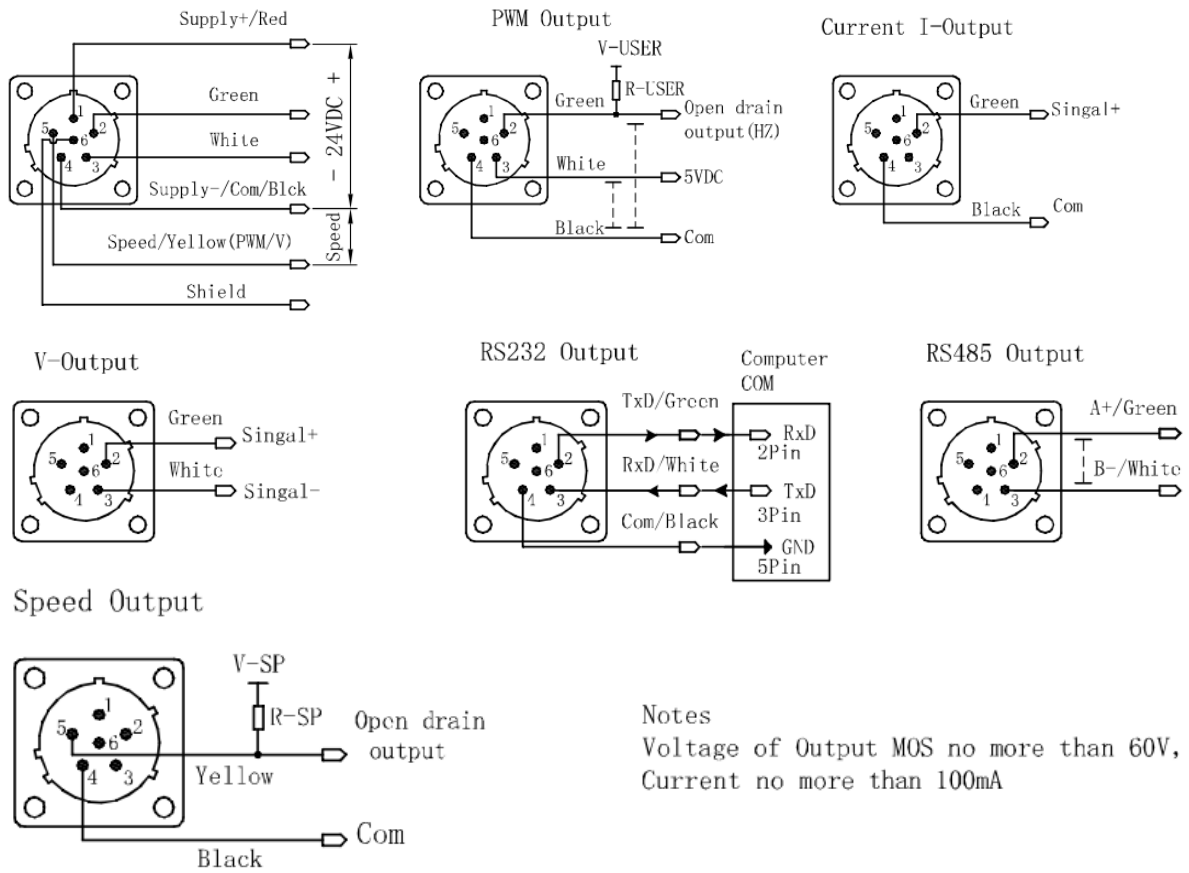 Supply+/Red
Green
White
Supply-/Com/Blck
Speed/Yellow(PWM/V)
Shield
- 24VDC +
Speed
1
2
3
4
5
6
PWM Output
V-USER
R-USER
Green
Open drain
output(HZ)
White
5VDC
Black
Com
1
2
3
4
5
6
Current I-Output
Green
Singal+
Black
Com
1
2
3
4
5
6
V-Output
Green
Singal+
White
Singal-
1
2
3
4
5
6
RS232 Output
Computer
COM
TxD/Green
RxD
2Pin
RxD/White
TxD
3Pin
Com/Black
GND
5Pin
1
2
3
4
5
6
RS485 Output
A+/Green
B-/White
1
2
3
4
5
6
Speed Output
V-SP
R-SP
Open drain
output
Yellow
Com
Black
1
2
3
4
5
6
Notes
Voltage of Output MOS no more than 60V,
Current no more than 100mA